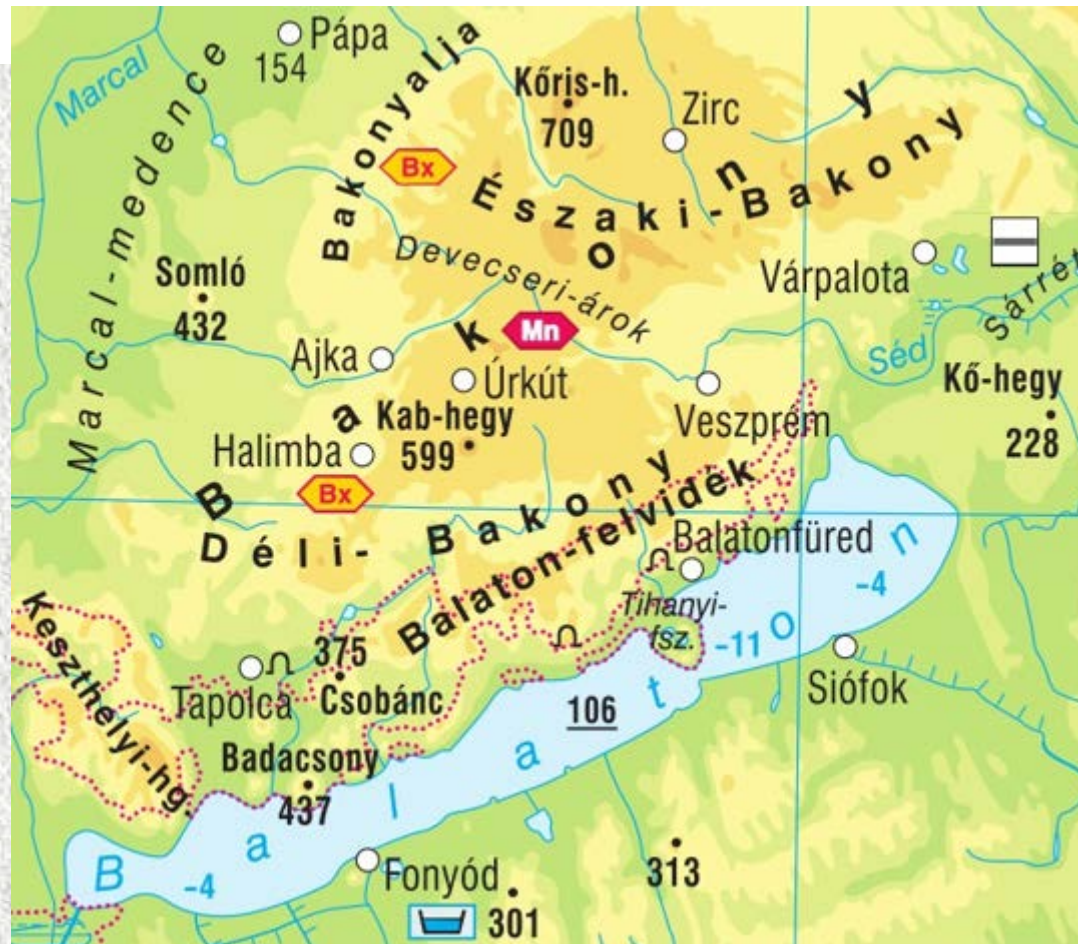 Pápa
154
Marcal
Bakonyalja
Kőris-h.
709
Zirc
Bx
Északi-Bakony
Marcal-medence
Devecseri-árok
Várpalota
Sárrét
Somló
432
Mn
Séd
Ajka
Úrkút
Kő-hegy
228
Veszprém
Kab-hegy
599
Halimba
Bx
Bakony
Déli-Bakony
Balaton-felvidék
Balatonfüred
-4
Tihanyi-
fsz.
-11
Keszthelyi-hg.
375
Csobánc
Tapolca
106
Siófok
Badacsony
437
Balaton
-4
Fonyód
301
313